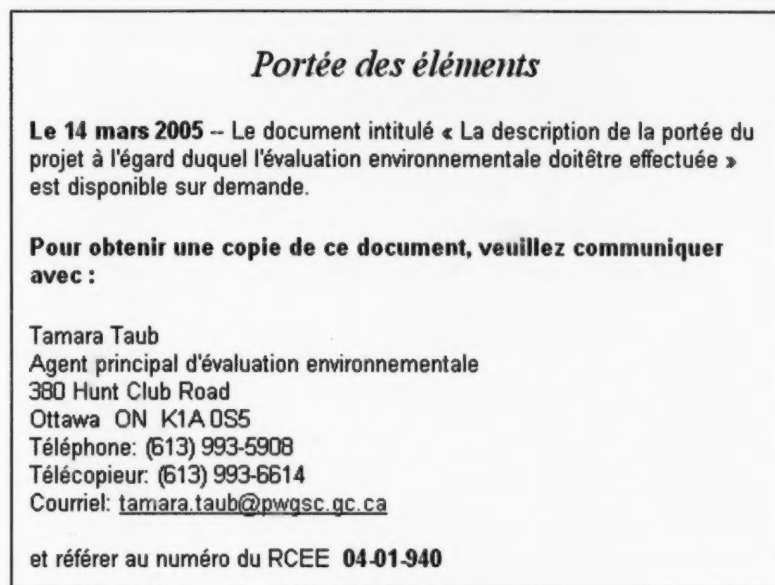 Portée des éléments
Le 14 mars 2005 -- Le document intitulé « La description de la portée du
projet à l'égard duquel l'évaluation environnementale doitêtre effectuée »
est disponible sur demande.
Pour obtenir une copie de ce document, veuillez communiquer
avec :
Tamara Taub
Agent principal d'évaluation environnementale
380 Hunt Club Road
Ottawa ON K1A 0S5
Téléphone: (613) 993-5908
Télécopieur: (613) 993-6614
Courriel: tamara.taub@pwgsc.gc.ca
et référer au numéro du RCEE 04-01-940